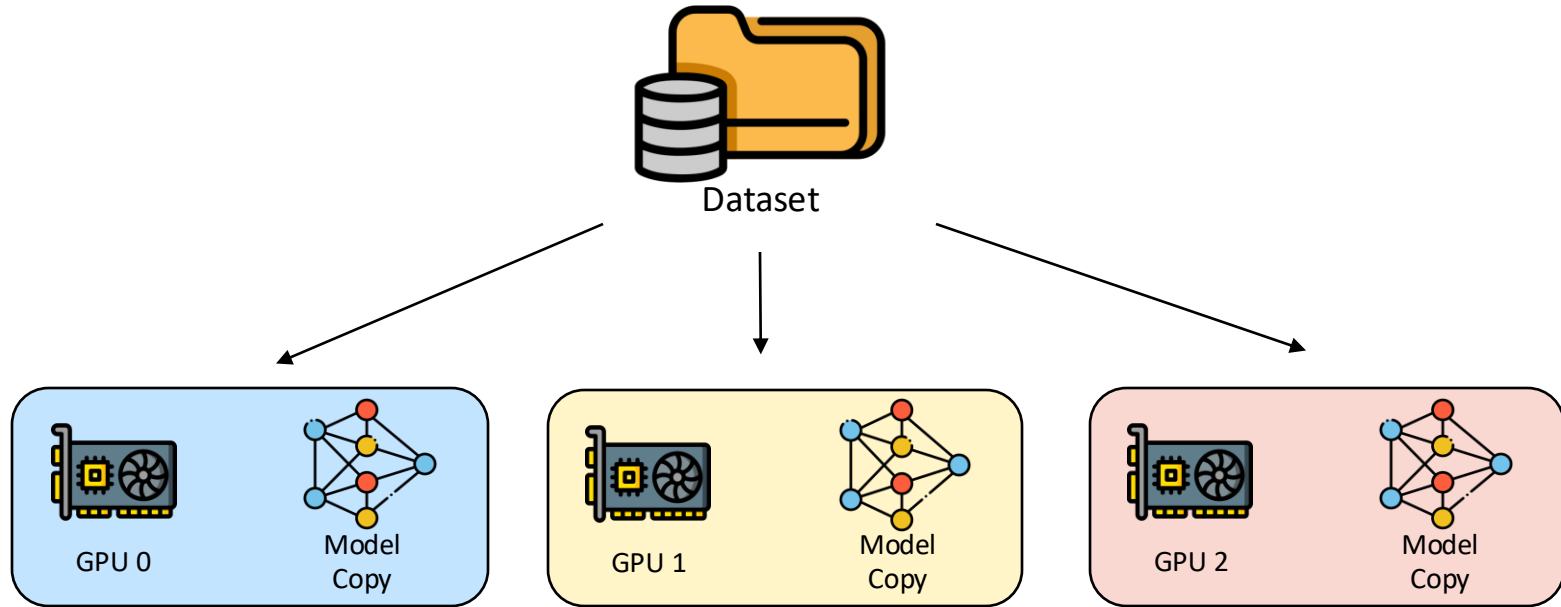 Dataset
GPU 0
Model
Copy
GPU 1
Model
Copy
GPU 2
Model
Copy